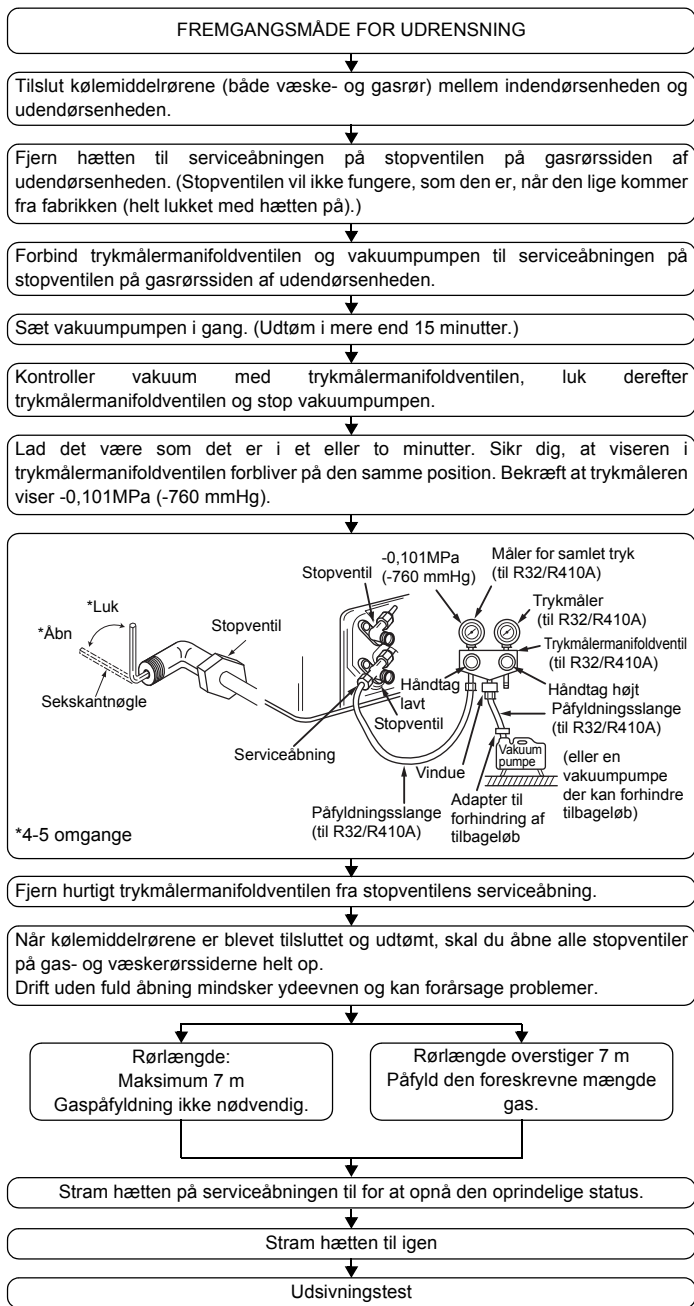 FREMGANGSMÅDE FOR UDRENSNING
Tilslut kølemiddelrørene (både væske- og gasrør) mellem indendørsenheden og
udendørsenheden.
Fjern hætten til serviceåbningen på stopventilen på gasrørssiden af
udendørsenheden. (Stopventilen vil ikke fungere, som den er, når den lige kommer
fra fabrikken (helt lukket med hætten på).)
Forbind trykmålermanifoldventilen og vakuumpumpen til serviceåbningen på
stopventilen på gasrørssiden af udendørsenheden.
Sæt vakuumpumpen i gang. (Udtøm i mere end 15 minutter.)
Kontroller vakuum med trykmålermanifoldventilen, luk derefter
trykmålermanifoldventilen og stop vakuumpumpen.
Lad det være som det er i et eller to minutter. Sikr dig, at viseren i
trykmålermanifoldventilen forbliver på den samme position. Bekræft at trykmåleren
viser -0,101MPa (-760 mmHg).
*Luk
*Åbn
Sekskantnøgle
Stopventil
Stopventil
-0,101MPa
(-760 mmHg)
Måler for samlet tryk
(til R32/R410A)
Trykmåler
(til R32/R410A)
Trykmålermanifoldventil
(til R32/R410A)
Håndtag
lavt
Håndtag højt
Stopventil
Påfyldningsslange
(til R32/R410A)
Serviceåbning
Vindue
Vakuum
pumpe
(eller en
vakuumpumpe
der kan forhindre
tilbageløb)
Påfyldningsslange
(til R32/R410A)
Adapter til
forhindring af
tilbageløb
*4-5 omgange
Fjern hurtigt trykmålermanifoldventilen fra stopventilens serviceåbning.
Når kølemiddelrørene er blevet tilsluttet og udtømt, skal du åbne alle stopventiler
på gas- og væskerørssiderne helt op.
Drift uden fuld åbning mindsker ydeevnen og kan forårsage problemer.
Rørlængde:
Maksimum 7 m
Gaspåfyldning ikke nødvendig.
Rørlængde overstiger 7 m
Påfyld den foreskrevne mængde
gas.
Stram hætten på serviceåbningen til for at opnå den oprindelige status.
Stram hætten til igen
Udsivningstest